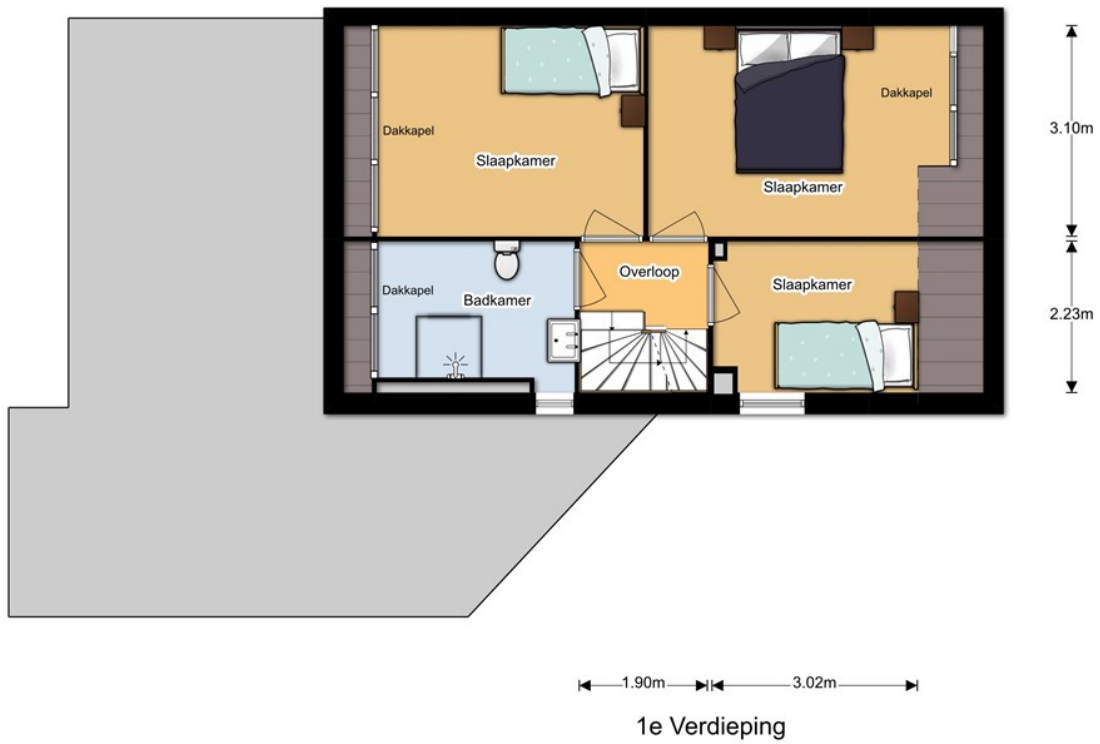 Dakkapel
3.10m
Dakkapel
Slaapkamer
Slaapkamer
Overloop
Slaapkamer
Dakkapel
Badkamer
2.23m
1.90m
3.02m
1e Verdieping